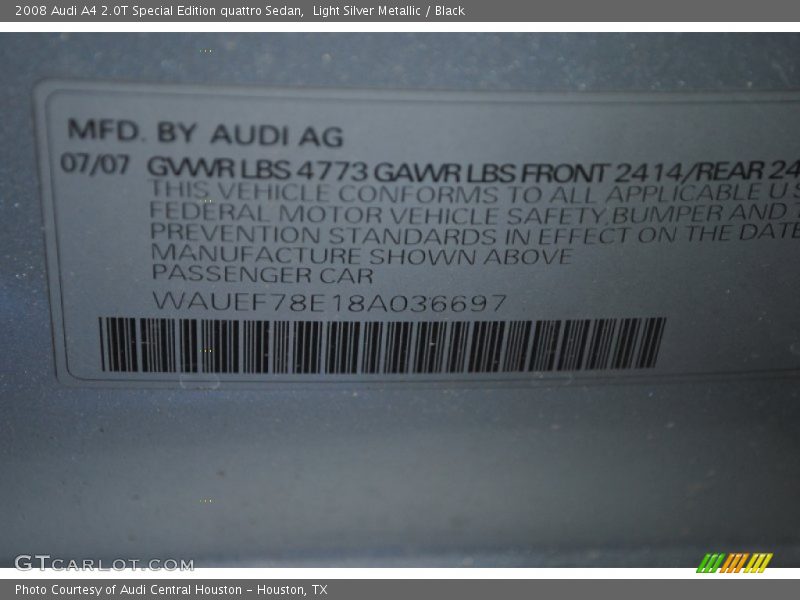 2008 Audi A4 2.0T Special Edition quattro Sedan,  Light Silver Metallic / Black
MFD. BY AUDI AG
07/07 GVWR LBS 4773 GAWR LBS FRONT 2414/REAR 24
THIS VEHICLE CONFORMS TO ALL APPLICABLE U
FEDERAL MOTOR VEHICLE SAFETY,BUMPER AND
PREVENTION STANDARDS IN EFFECT ON THE DATE
MANUFACTURE SHOWN ABOVE
PASSENGER CAR
WAUEF78E18A036697
GTCARLOT.COM
Photo Courtesy of Audi Central Houston - Houston, TX